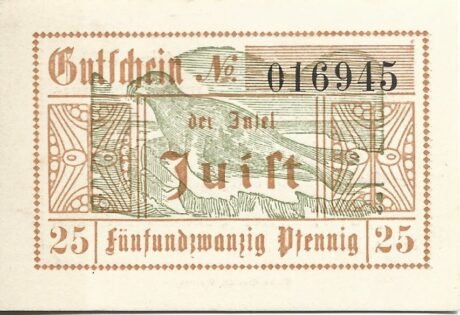 Gutschein No. 016945
der Insel
Juist
25 Fünfundzwanzig Pfennig 25